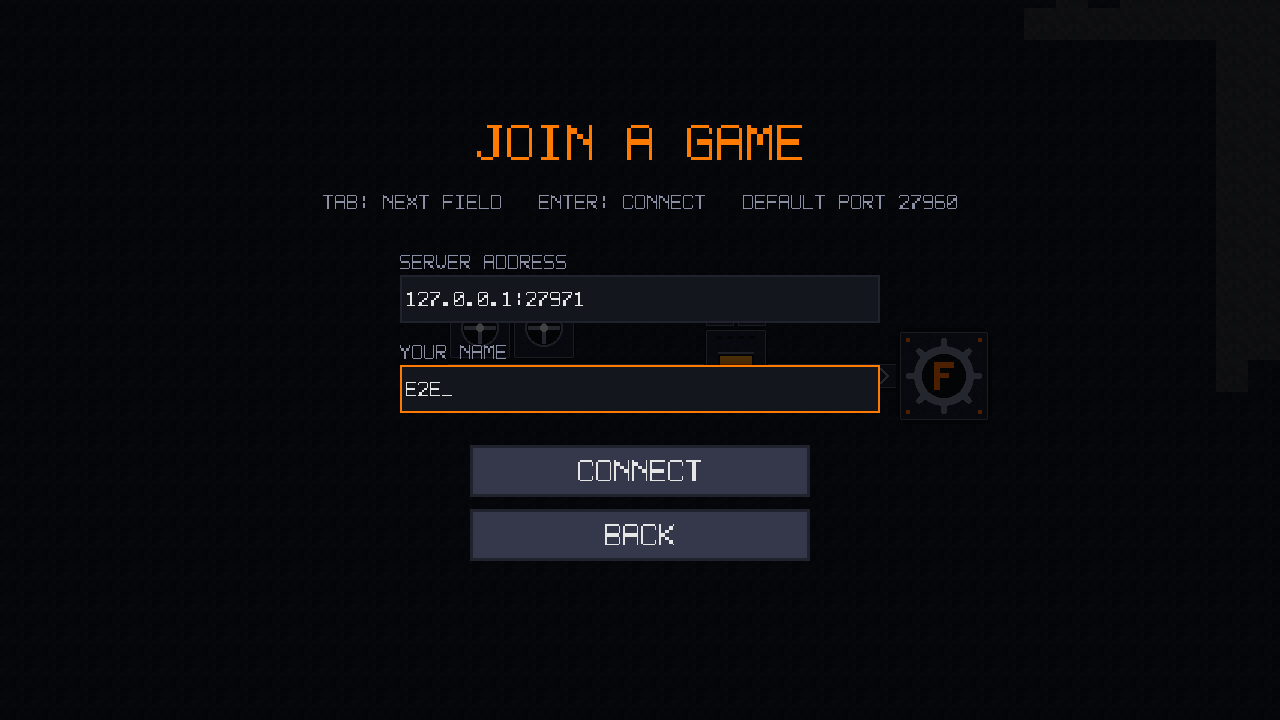 JOIN A GAME
TAB: NEXT FIELD   ENTER: CONNECT   DEFAULT PORT 27960
SERVER ADDRESS
127.0.0.1:27971
YOUR NAME
E2E_
F
CONNECT
BACK